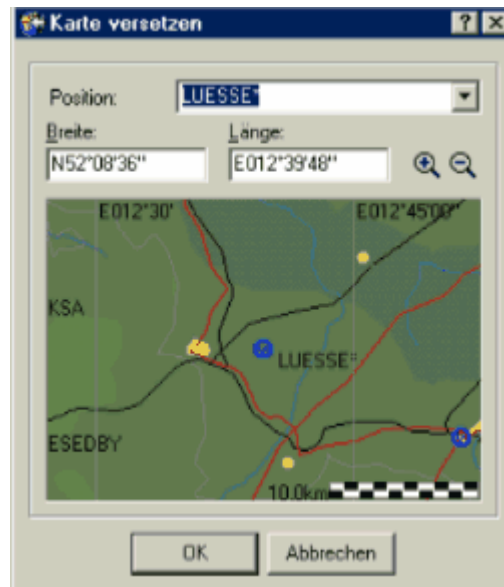 Karte versetzen
Position: LUESSE*
Breite: Länge:
N52°08'36" E012°39'48"
E012°30' E012°45'00"
KSA
LUESSE*
ESEDBY
10.0km
OK Abbrechen